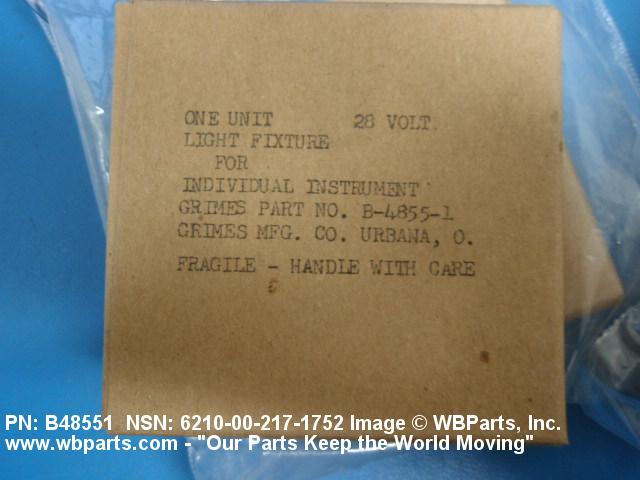 ONE UNIT 28 VOLT.
LIGHT FIXTURE
FOR
INDIVIDUAL INSTRUMENT
GRIMES PART NO. B-4855-1
GRIMES MFG. CO. URBANA, O.
FRAGILE - HANDLE WITH CARE
PN: B48551 NSN: 6210-00-217-1752 Image © WBParts, Inc.
www.wbparts.com - "Our Parts Keep the World Moving"